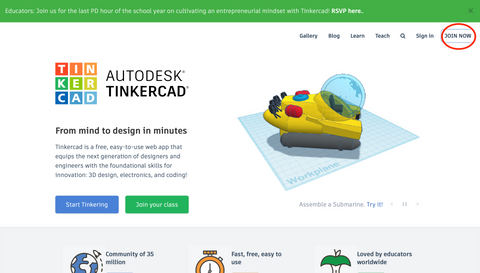 Educators: Join us for the last PD hour of the school year on cultivating an entrepreneurial mindset with Tinkercad! RSVP here.
Gallery Blog Learn Teach Sign in JOIN NOW
TIN
KER
CAD
AUTODESK®
TINKERCAD®
From mind to design in minutes
Tinkercad is a free, easy-to-use web app that
equips the next generation of designers and
engineers with the foundational skills for
innovation: 3D design, electronics, and coding!
Workplane
Start Tinkering Join your class
Assemble a Submarine. Try it!
Community of 35
million
Fast, free, easy to
use
Loved by educators
worldwide